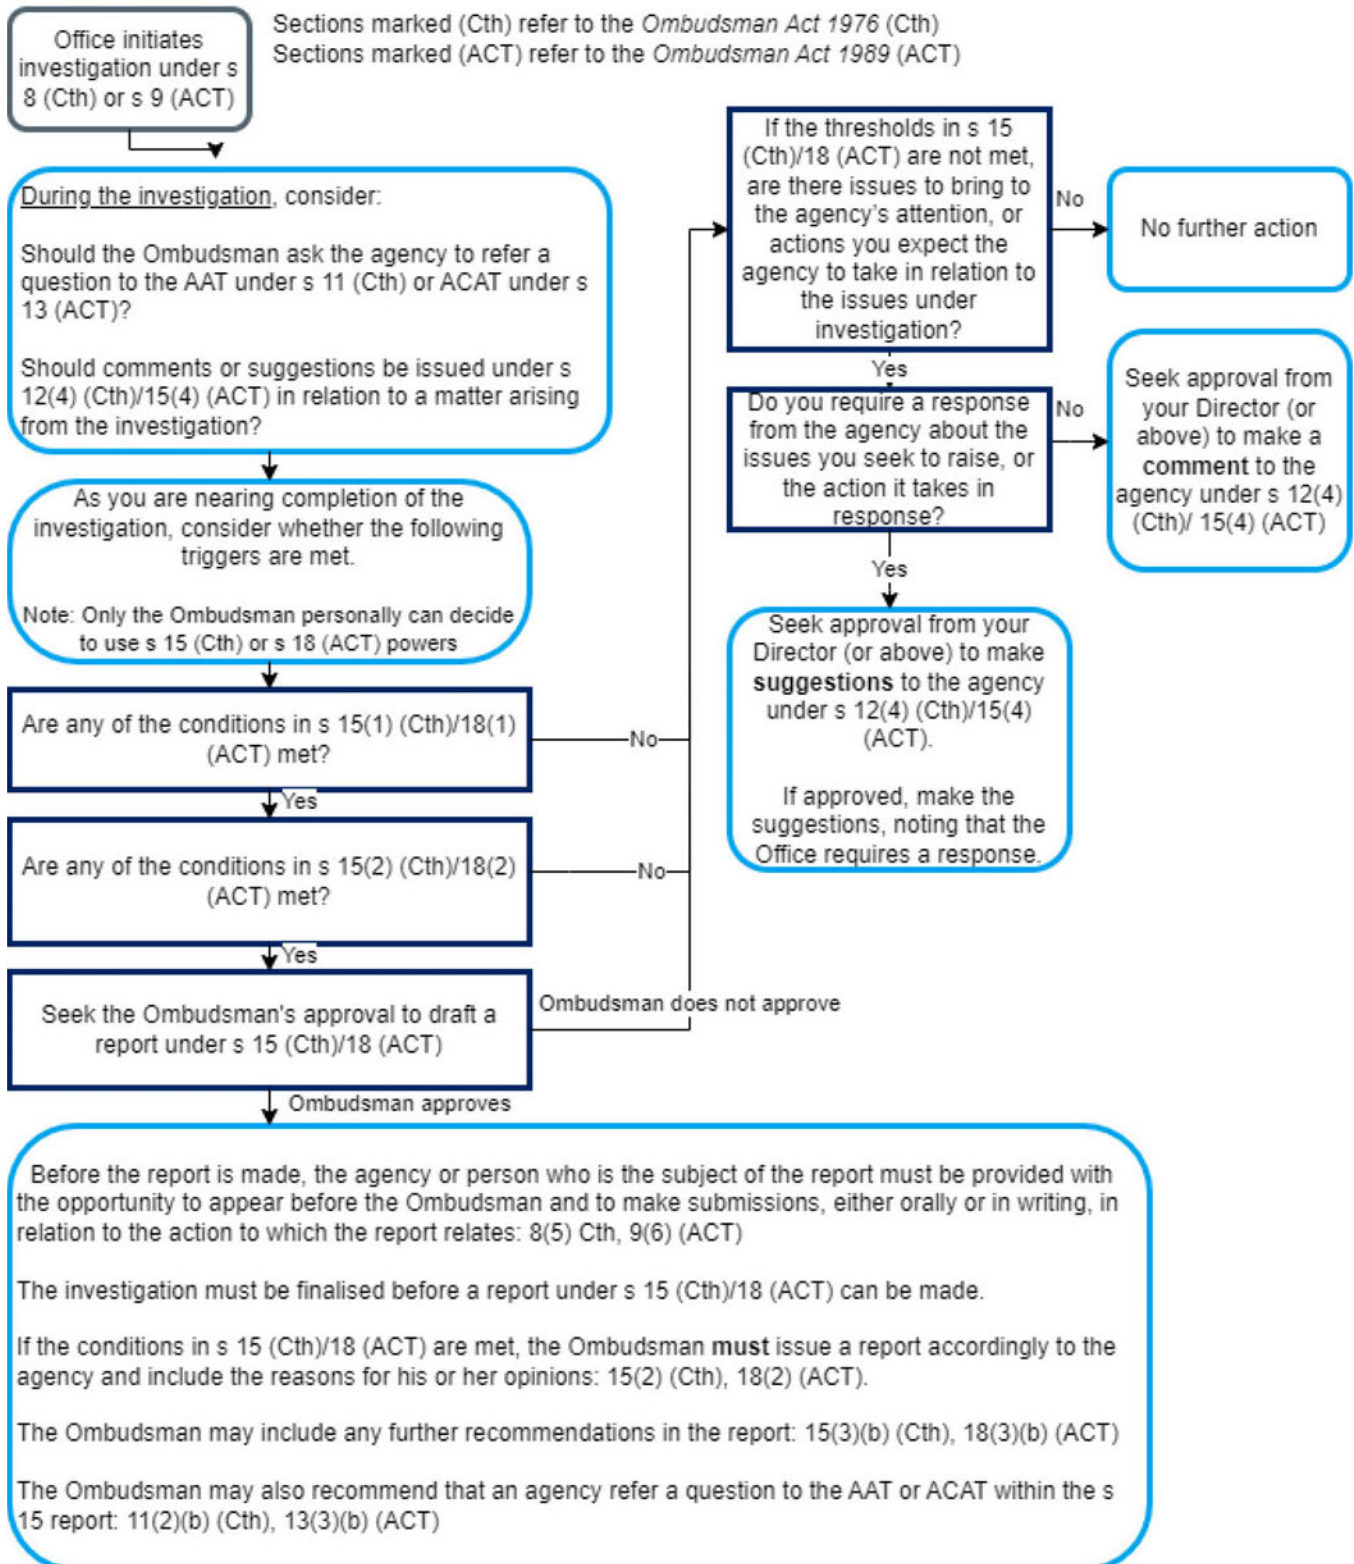 Office initiates
investigation under s
8 (Cth) or s 9 (ACT)
Sections marked (Cth) refer to the Ombudsman Act 1976 (Cth)
Sections marked (ACT) refer to the Ombudsman Act 1989 (ACT)
During the investigation, consider:
Should the Ombudsman ask the agency to refer a
question to the AAT under s 11 (Cth) or ACAT under s
13 (ACT)?
Should comments or suggestions be issued under s
12(4) (Cth)/15(4) (ACT) in relation to a matter arising
from the investigation?
As you are nearing completion of the
investigation, consider whether the following
triggers are met.
Note: Only the Ombudsman personally can decide
to use s 15 (Cth) or s 18 (ACT) powers
Are any of the conditions in s 15(1) (Cth)/18(1)
(ACT) met?
No
Yes
Are any of the conditions in s 15(2) (Cth)/18(2)
(ACT) met?
No
Yes
Seek the Ombudsman's approval to draft a
report under s 15 (Cth)/18 (ACT)
Ombudsman does not approve
Ombudsman approves
If the thresholds in s 15
(Cth)/18 (ACT) are not met,
are there issues to bring to
the agency's attention, or
actions you expect the
agency to take in relation to
the issues under
investigation?
No
No further action
Yes
Do you require a response
from the agency about the
issues you seek to raise, or
the action it takes in
response?
No
Seek approval from
your Director (or
above) to make a
comment to the
agency under s 12(4)
(Cth)/ 15(4) (ACT)
Yes
Seek approval from your
Director (or above) to make
suggestions to the agency
under s 12(4) (Cth)/15(4)
(ACT).
If approved, make the
suggestions, noting that the
Office requires a response.
Before the report is made, the agency or person who is the subject of the report must be provided with
the opportunity to appear before the Ombudsman and to make submissions, either orally or in writing, in
relation to the action to which the report relates: 8(5) Cth, 9(6) (ACT)
The investigation must be finalised before a report under s 15 (Cth)/18 (ACT) can be made.
If the conditions in s 15 (Cth)/18 (ACT) are met, the Ombudsman must issue a report accordingly to the
agency and include the reasons for his or her opinions: 15(2) (Cth), 18(2) (ACT).
The Ombudsman may include any further recommendations in the report: 15(3)(b) (Cth), 18(3)(b) (ACT)
The Ombudsman may also recommend that an agency refer a question to the AAT or ACAT within the s
15 report: 11(2)(b) (Cth), 13(3)(b) (ACT)